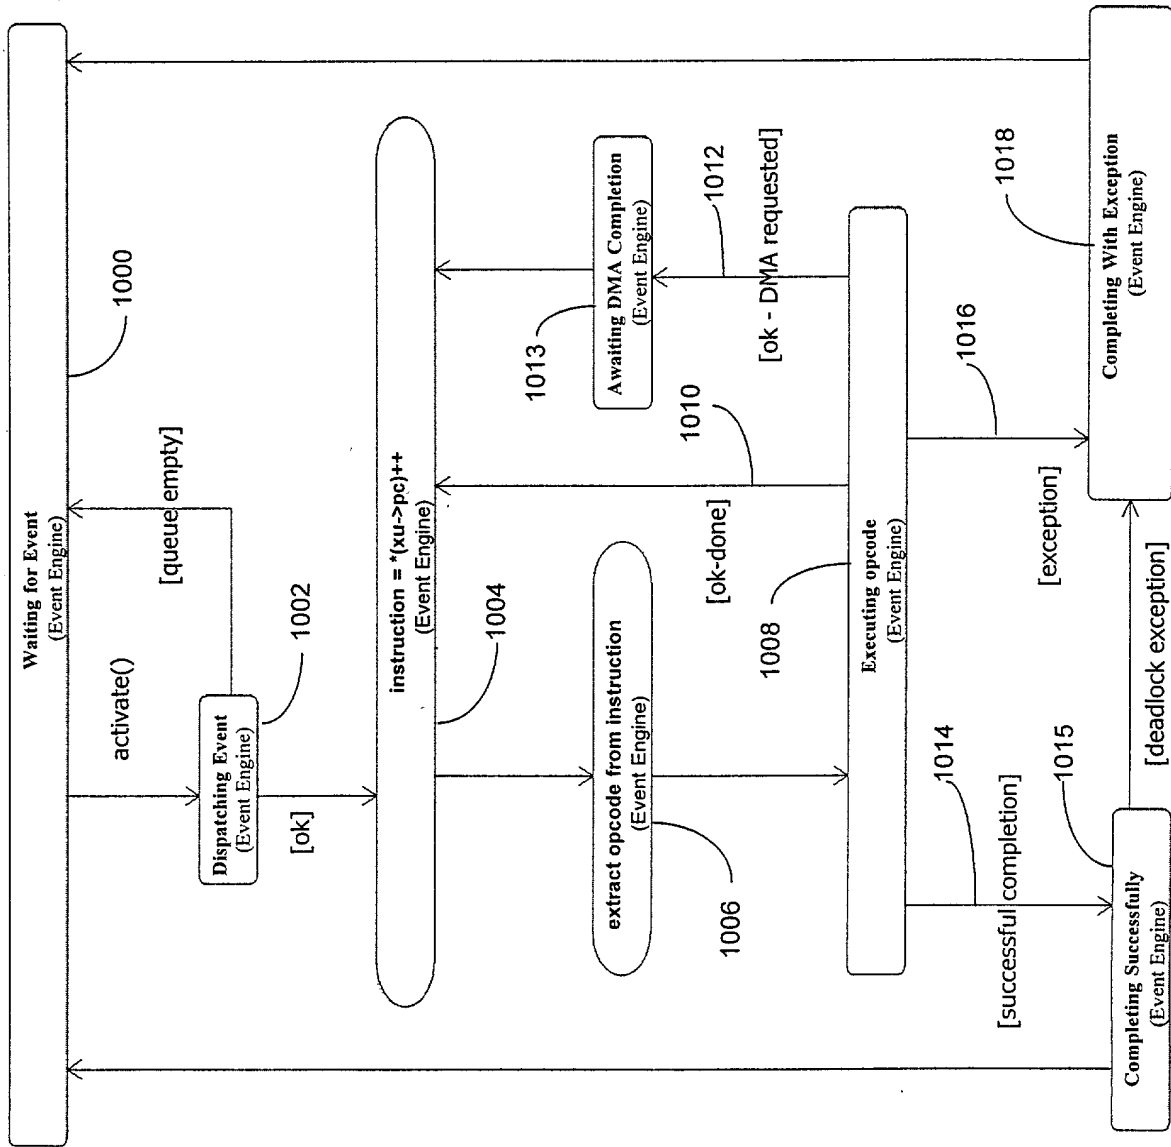 Waiting for Event
(Event Engine)
1000
activate()
[queue empty]
Dispatching Event
(Event Engine)
1002
[ok]
instruction = *(xu->pc)++
(Event Engine)
1004
extract opcode from instruction
(Event Engine)
1006
Awaiting DMA Completion
(Event Engine)
1013
1012
[ok - DMA requested]
1010
[ok-done]
Executing opcode
(Event Engine)
1008
1014
[successful completion]
1016
[exception]
Completing Successfully
(Event Engine)
1015
[deadlock exception]
Completing With Exception
(Event Engine)
1018